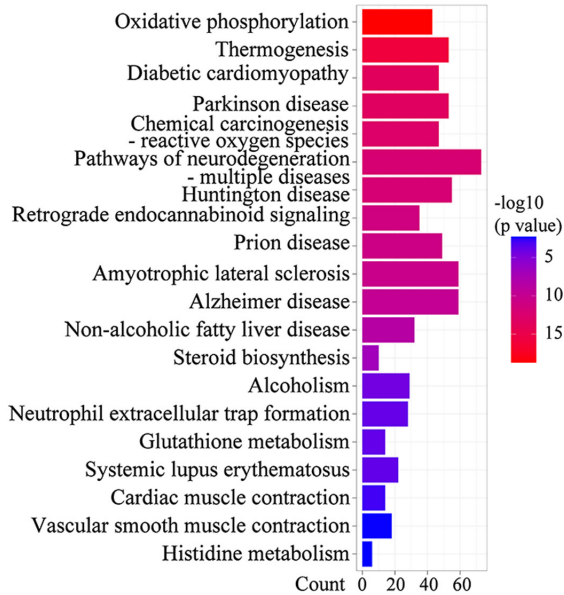 Oxidative phosphorylation
Thermogenesis
Diabetic cardiomyopathy
Parkinson disease
Chemical carcinogenesis
- reactive oxygen species
Pathways of neurodegeneration
- multiple diseases
Huntington disease
Retrograde endocannabinoid signaling
Prion disease
Amyotrophic lateral sclerosis
Alzheimer disease
Non-alcoholic fatty liver disease
Steroid biosynthesis
Alcoholism
Neutrophil extracellular trap formation
Glutathione metabolism
Systemic lupus erythematosus
Cardiac muscle contraction
Vascular smooth muscle contraction
Histidine metabolism
Count 0 20 40 60
-log10
(p value)
5
10
15